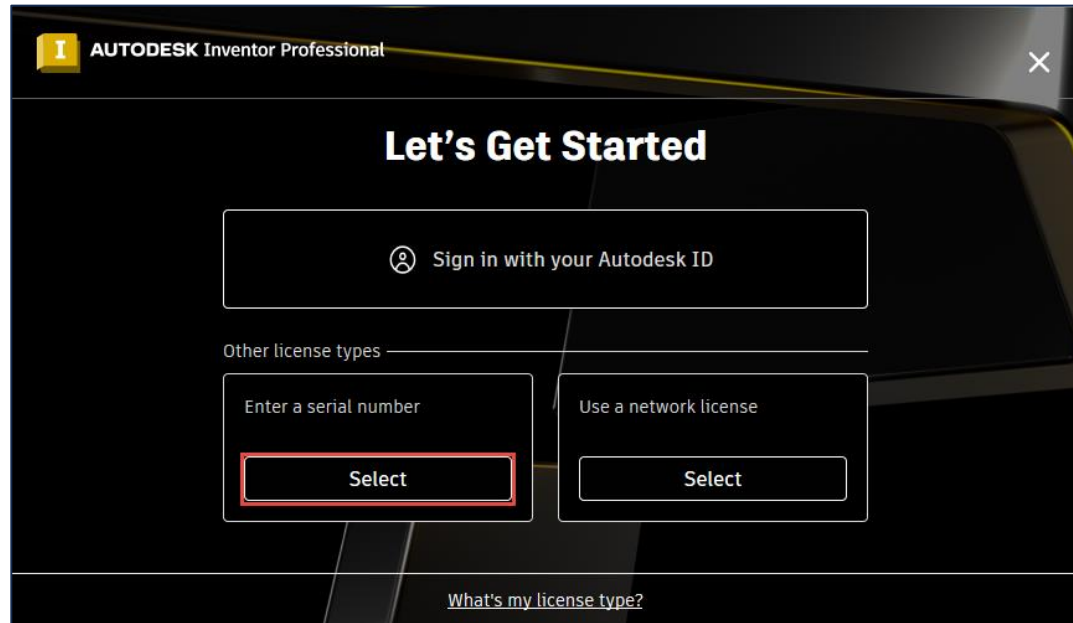 I AUTODESK Inventor Professional
Let's Get Started
Sign in with your Autodesk ID
Other license types
Enter a serial number
Select
Use a network license
Select
What's my license type?